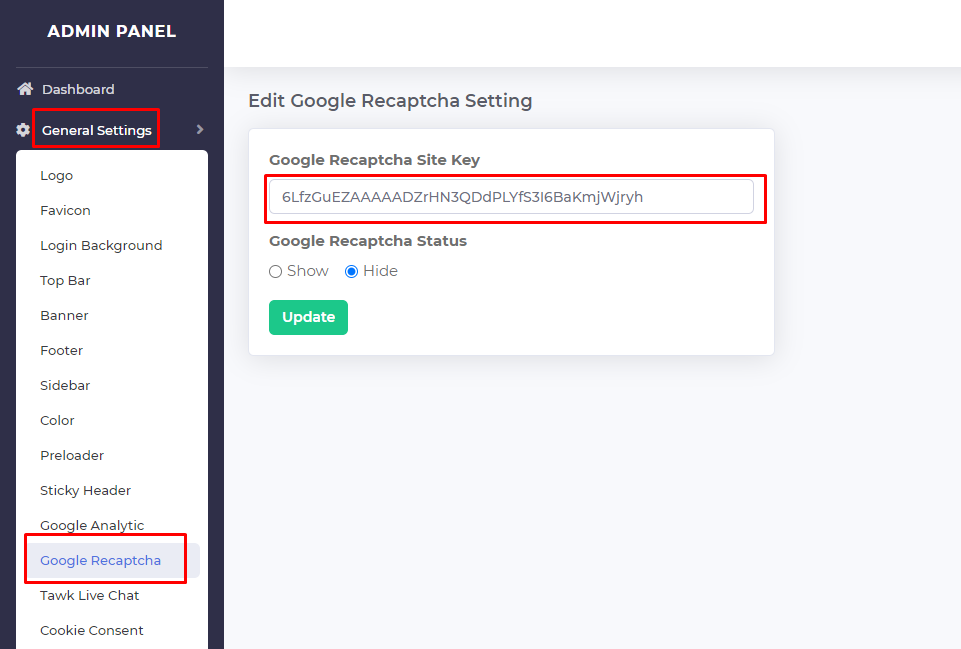 ADMIN PANEL
Dashboard
General Settings
Logo
Favicon
Login Background
Top Bar
Banner
Footer
Sidebar
Color
Preloader
Sticky Header
Google Analytic
Google Recaptcha
Tawk Live Chat
Cookie Consent
Edit Google Recaptcha Setting
Google Recaptcha Site Key
6LfzGuEZAAAAADZrHN3QDdPLYfS3I6BaKmjWjryh
Google Recaptcha Status
Show Hide
Update